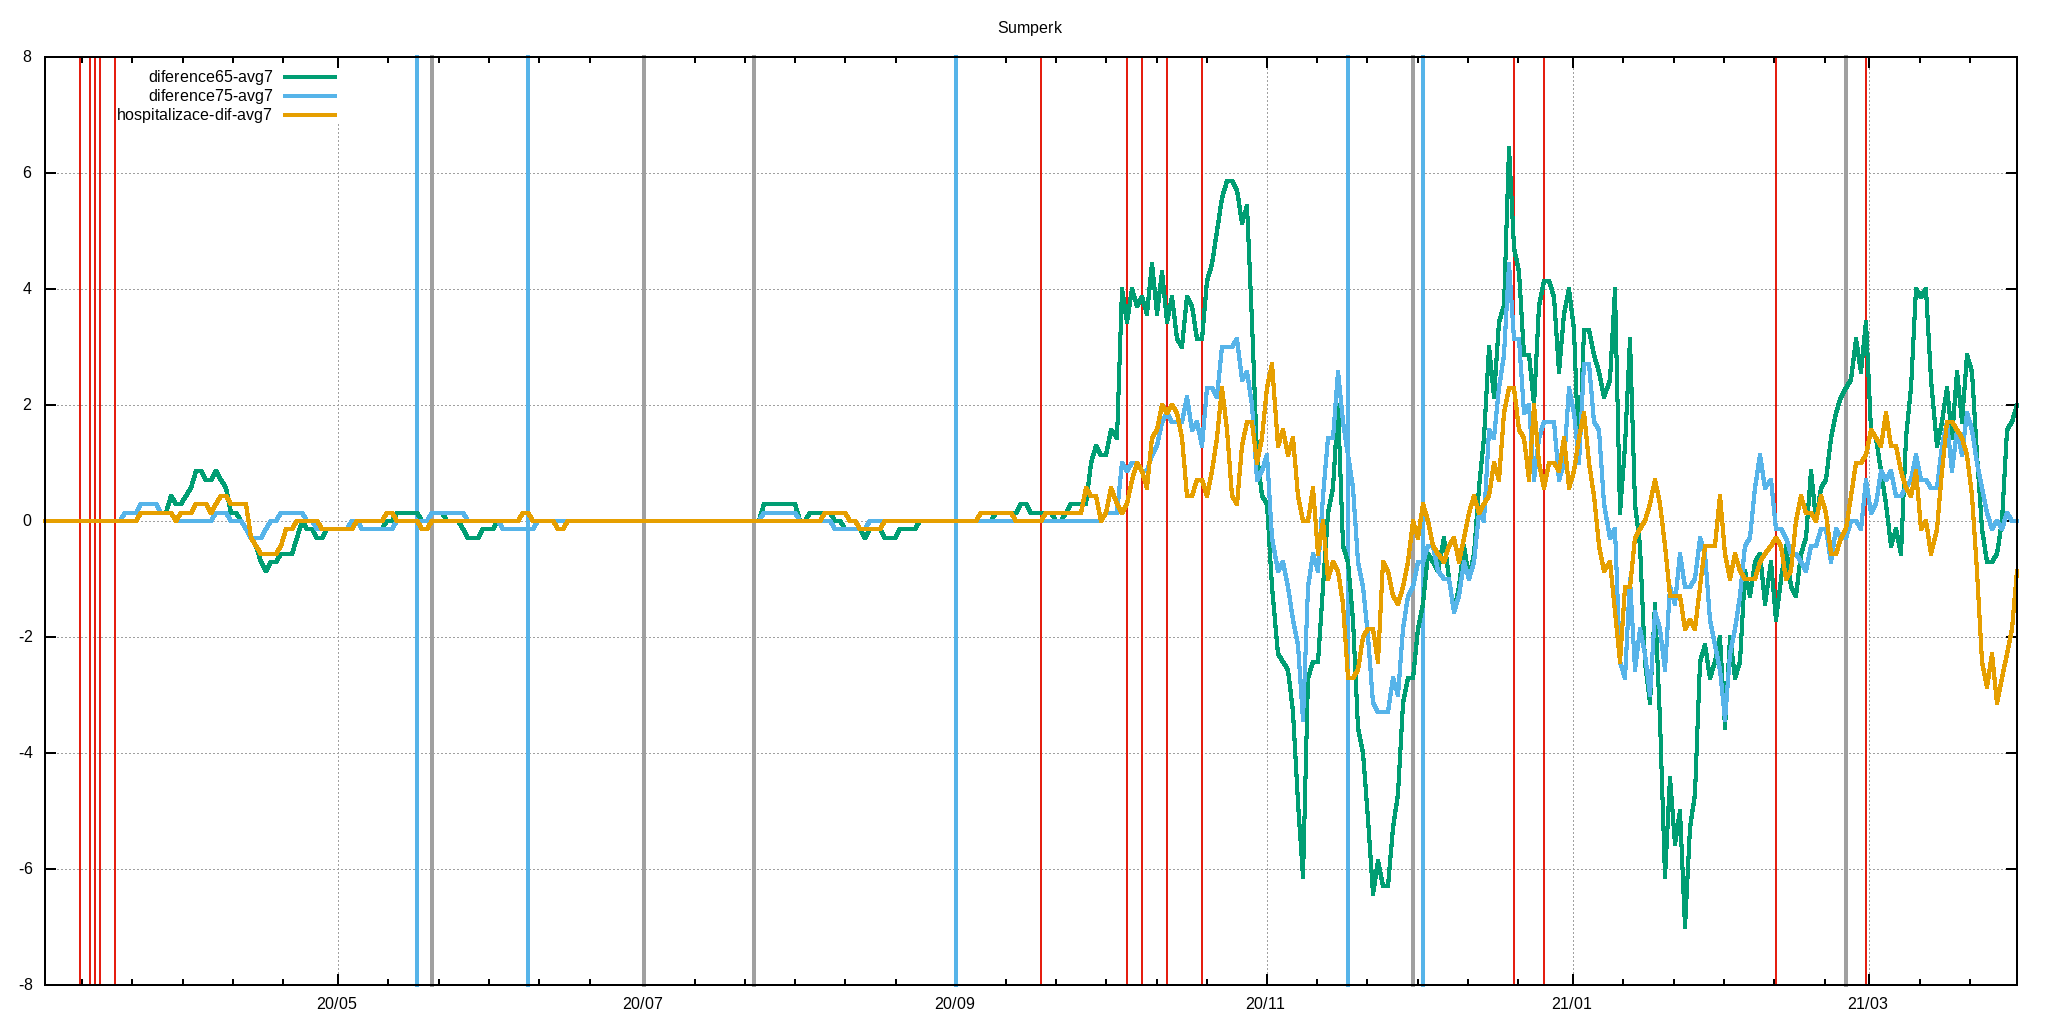 Sumperk
diference65-avg7
diference75-avg7
hospitalizace-dif-avg7
8
6
4
2
0
-2
-4
-6
-8
20/05 20/07 20/09 20/11 21/01 21/03